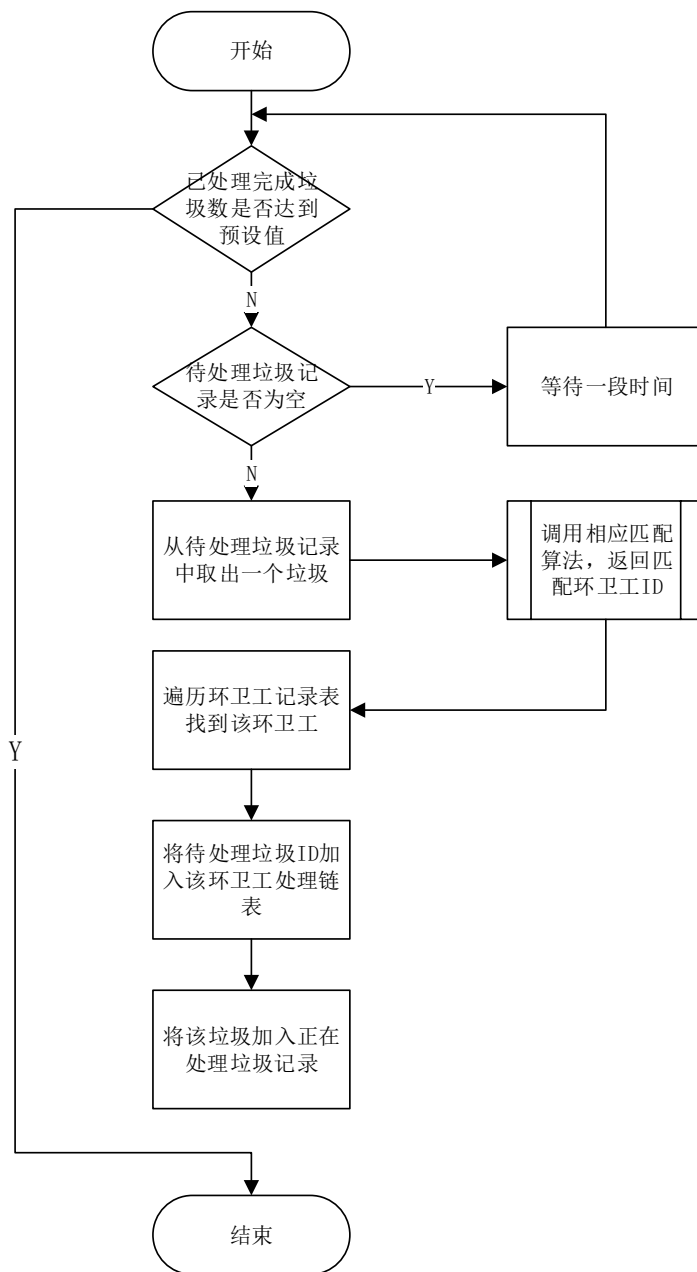 开始
已处理完成垃
圾数是否达到
预设值
N
待处理垃圾记
录是否为空
Y
等待一段时间
N
从待处理垃圾记录
中取出一个垃圾
调用相应匹配
算法，返回匹
配环卫工ID
遍历环卫工记录表
找到该环卫工
Y
将待处理垃圾ID加
入该环卫工处理链
表
将该垃圾加入正在
处理垃圾记录
结束